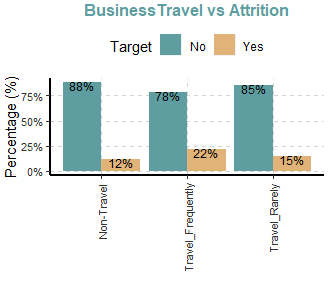 BusinessTravel vs Attrition
Target No Yes
Percentage (%)
75%
50%
25%
0%
88%
12%
78%
22%
85%
15%
Non-Travel
Travel_Frequently
Travel_Rarely